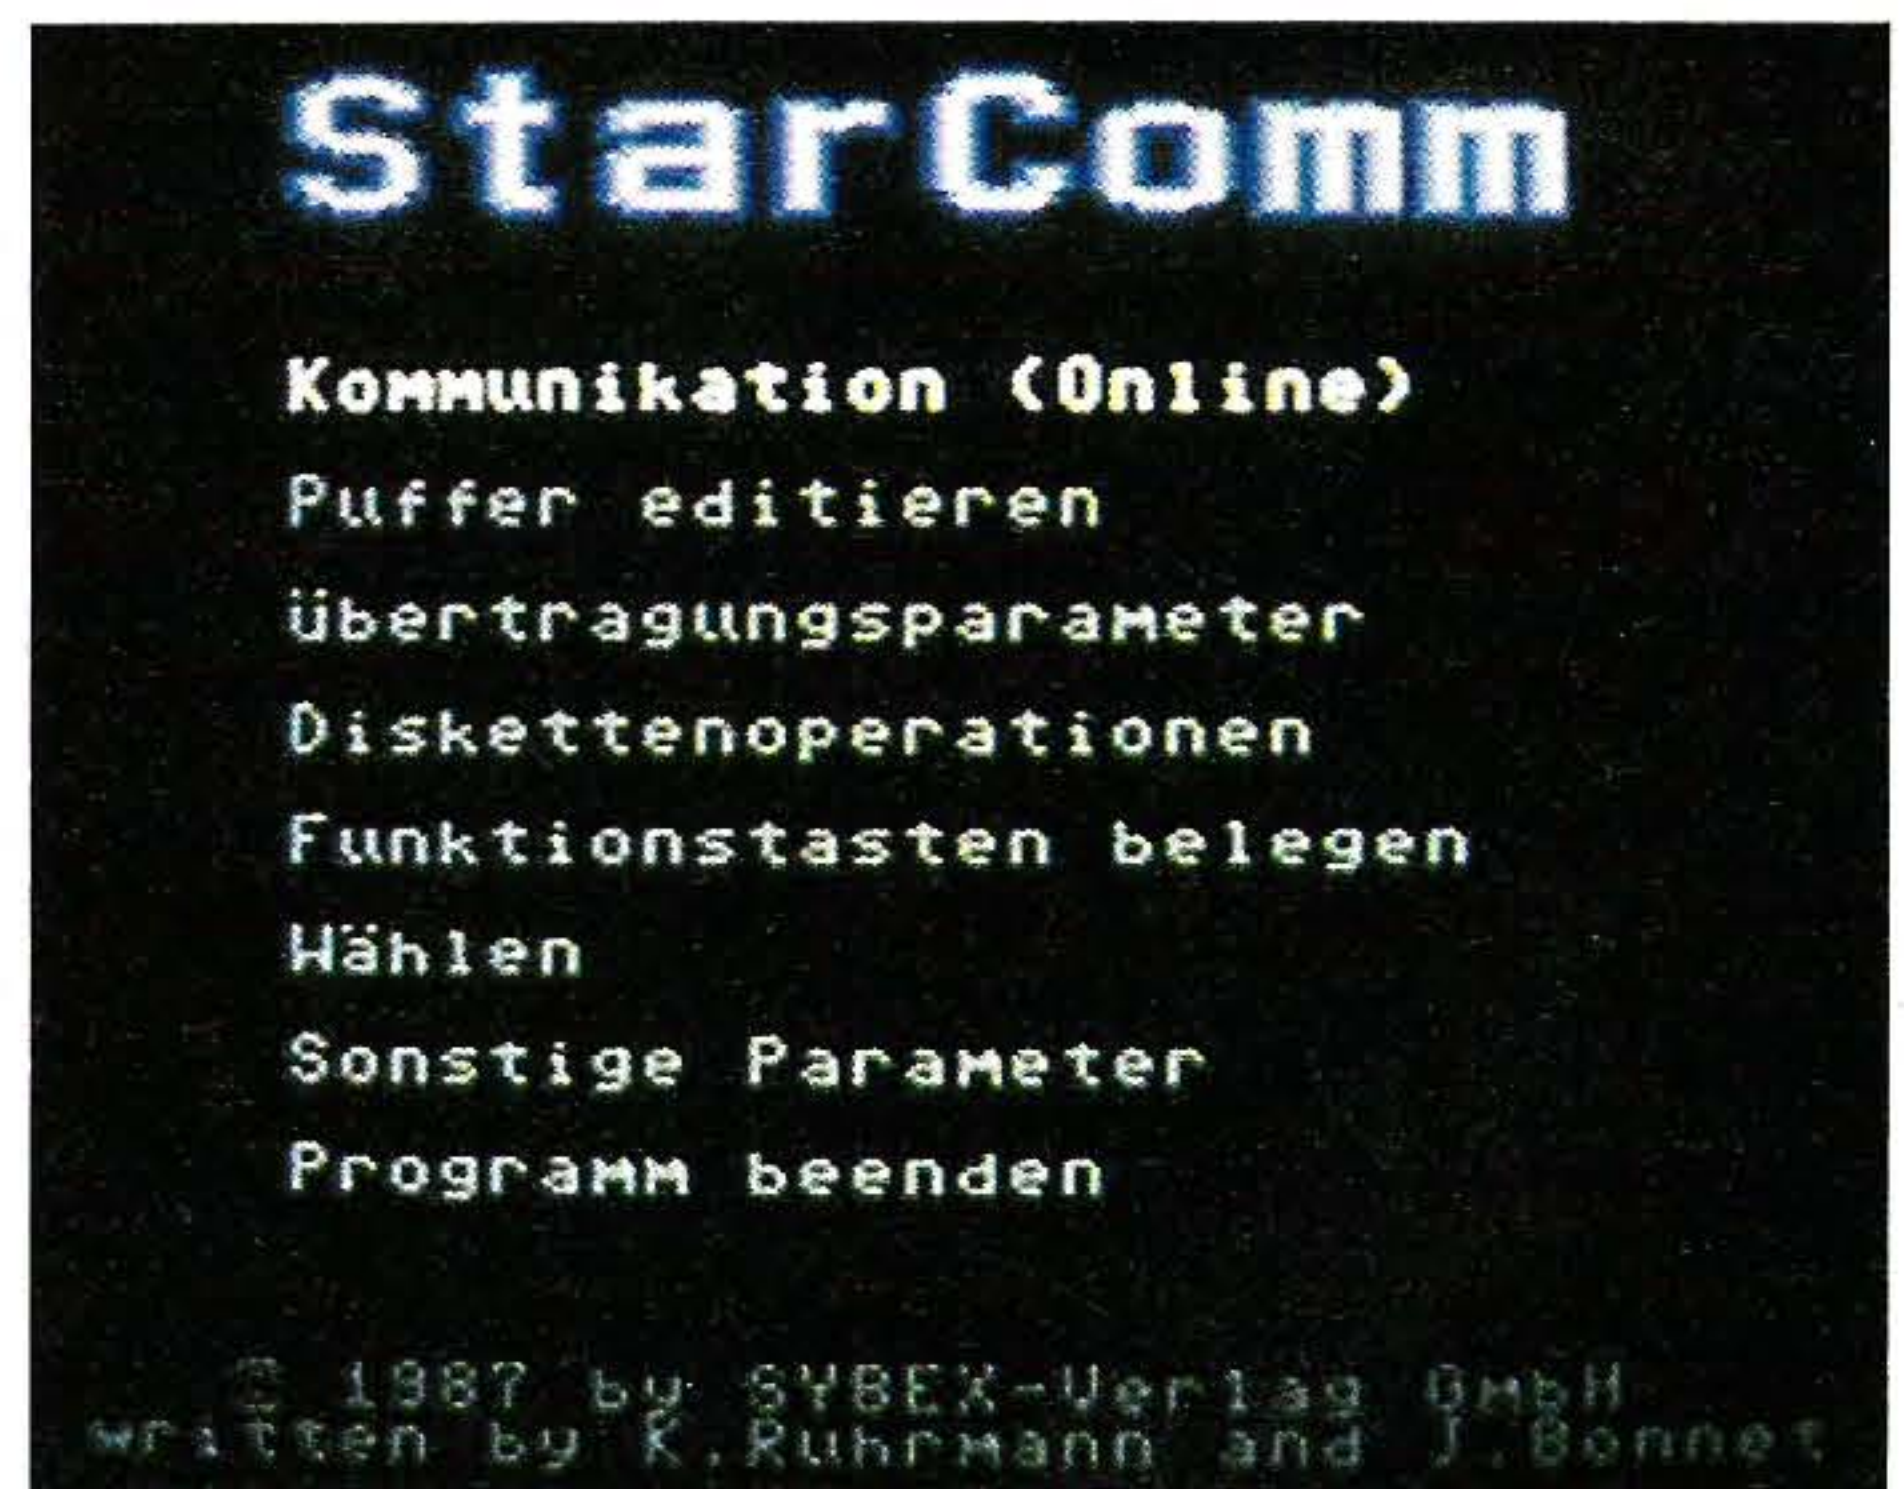 StarComm
Kommunikation (Online)
Puffer editieren
Übertragungsparameter
Diskettenoperationen
Funktionstasten belegen
Wählen
Sonstige Parameter
Programm beenden
© 1987 by SYBEX-Verlag GmbH
written by K.Ruhrmann and J.Bonnet